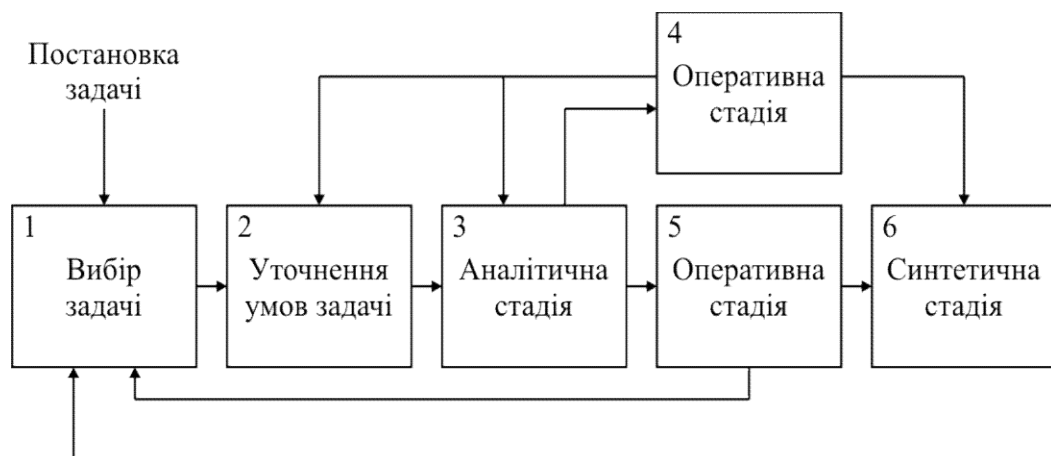 Постановка
задачі
4
Оперативна
стадія
1
Вибір
задачі
2
Уточнення
умов задачі
3
Аналітична
стадія
5
Оперативна
стадія
6
Синтетична
стадія